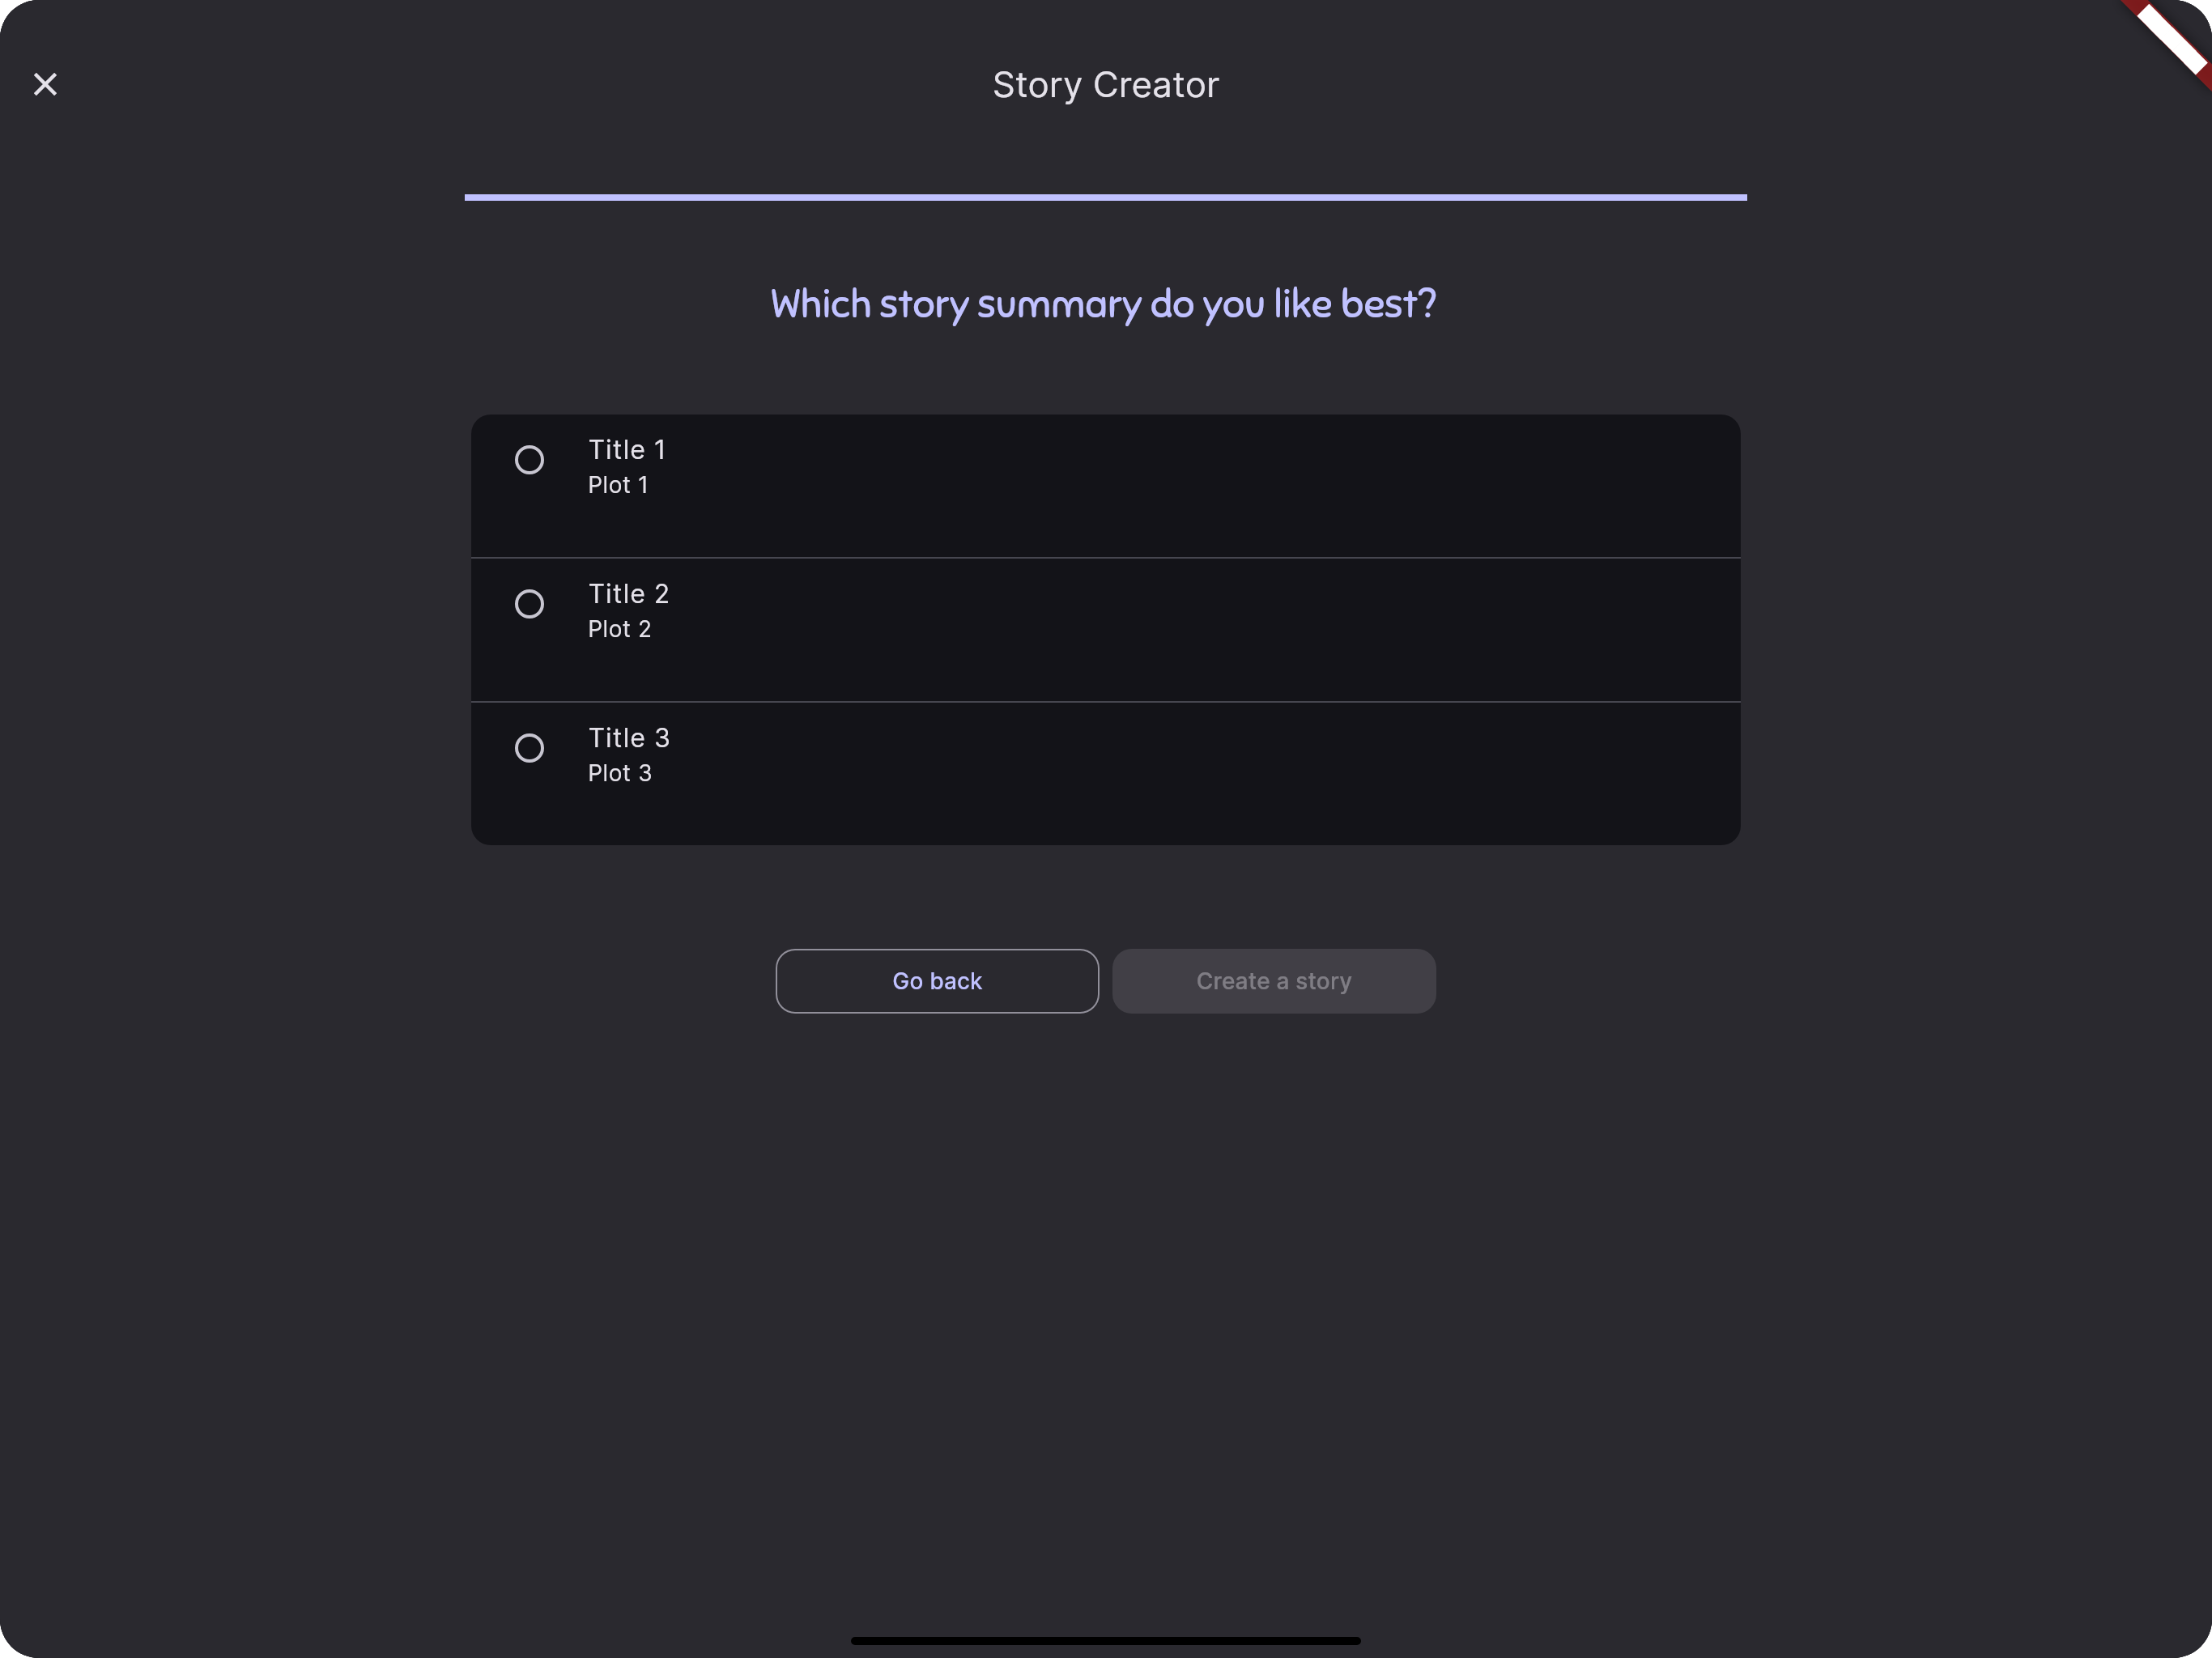 Story Creator
Which story summary do you like best?
Title 1
Plot 1
Title 2
Plot 2
Title 3
Plot 3
Go back
Create a story